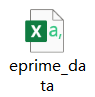 X a,
eprime_da
ta